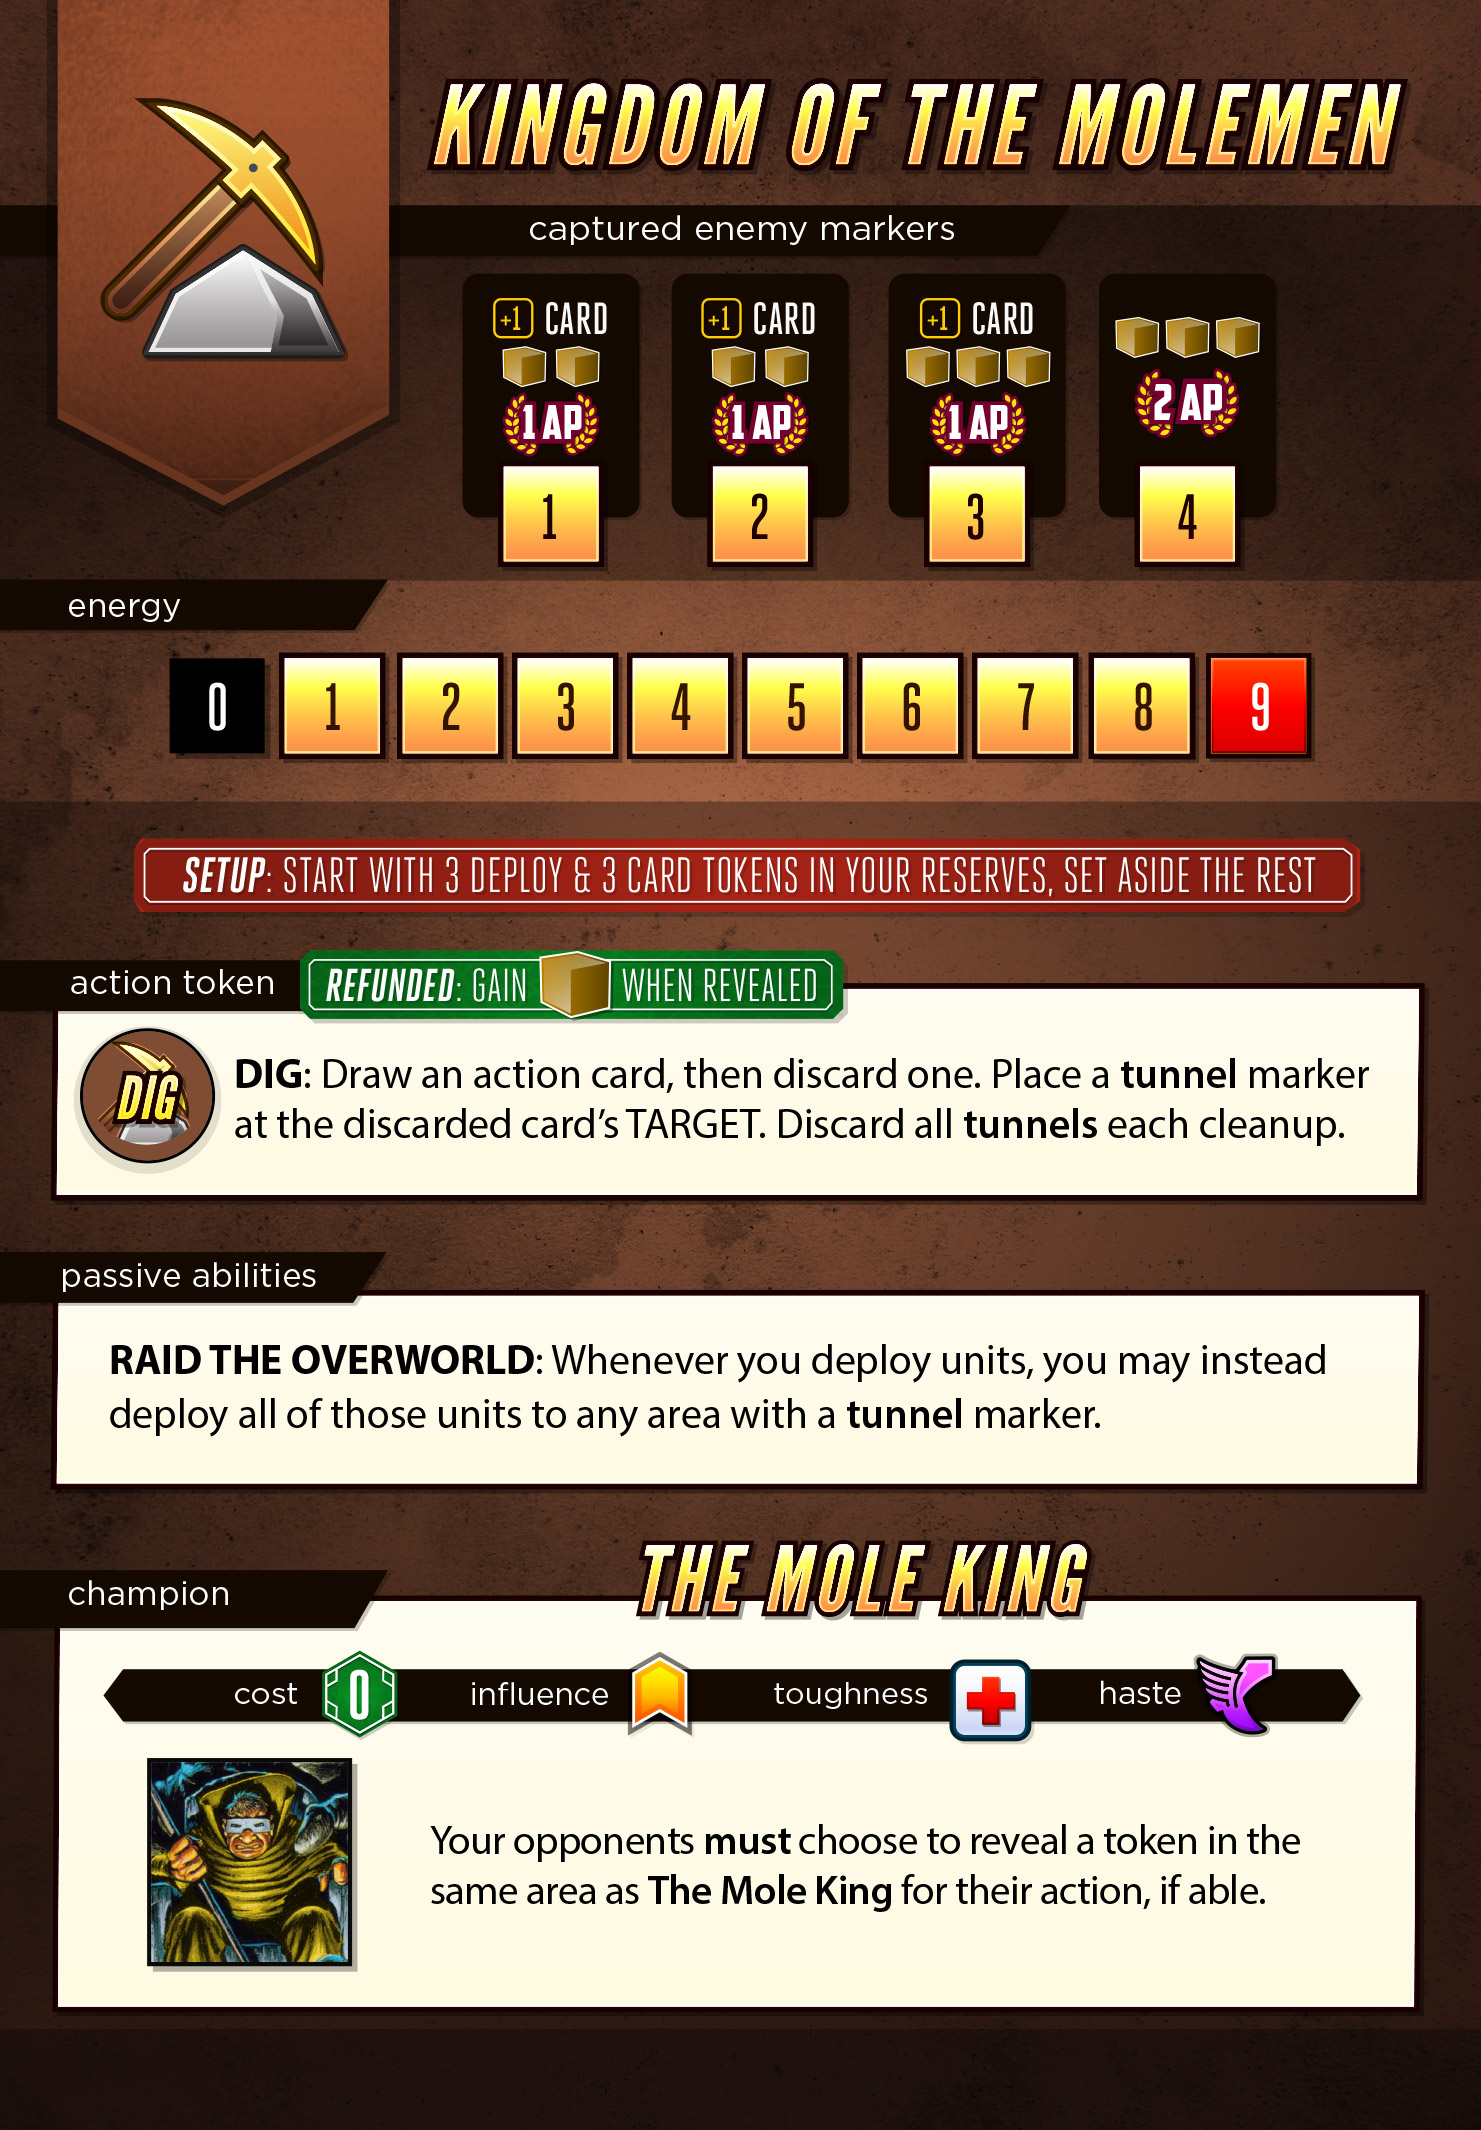 KINGDOM OF THE MOLEMEN
captured enemy markers
+1 CARD +1 CARD +1 CARD
1 AP 1 AP 1 AP 2 AP
1 2 3 4
energy
0 1 2 3 4 5 6 7 8 9
SETUP: START WITH 3 DEPLOY & 3 CARD TOKENS IN YOUR RESERVES, SET ASIDE THE REST
action token REFUNDED: GAIN WHEN REVEALED
DIG
DIG: Draw an action card, then discard one. Place a tunnel marker
at the discarded card’s TARGET. Discard all tunnels each cleanup.
passive abilities
RAID THE OVERWORLD: Whenever you deploy units, you may instead
deploy all of those units to any area with a tunnel marker.
THE MOLE KING
champion
cost 0 influence toughness haste
Your opponents must choose to reveal a token in the
same area as The Mole King for their action, if able.